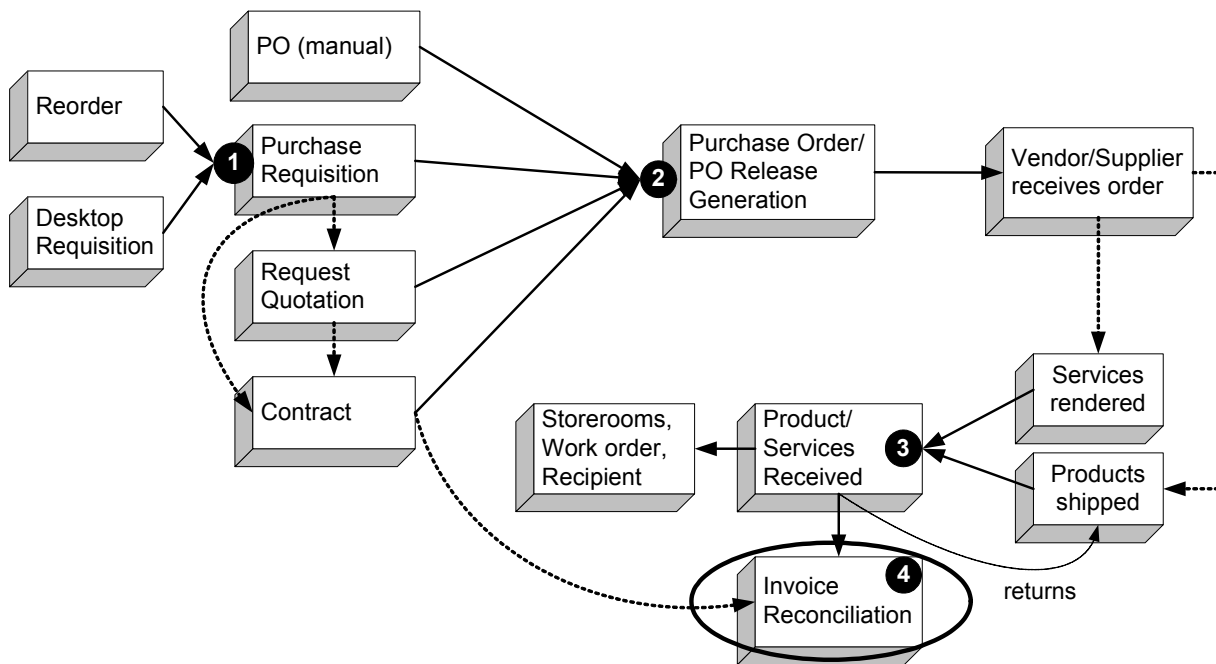 PO (manual)
Reorder
1
Purchase
Requisition
Desktop
Requisition
Request
Quotation
Contract
2
Purchase Order/
PO Release
Generation
Vendor/Supplier
receives order
Services
rendered
Products
shipped
Product/
Services
Received
3
Storerooms,
Work order,
Recipient
returns
Invoice
Reconciliation
4